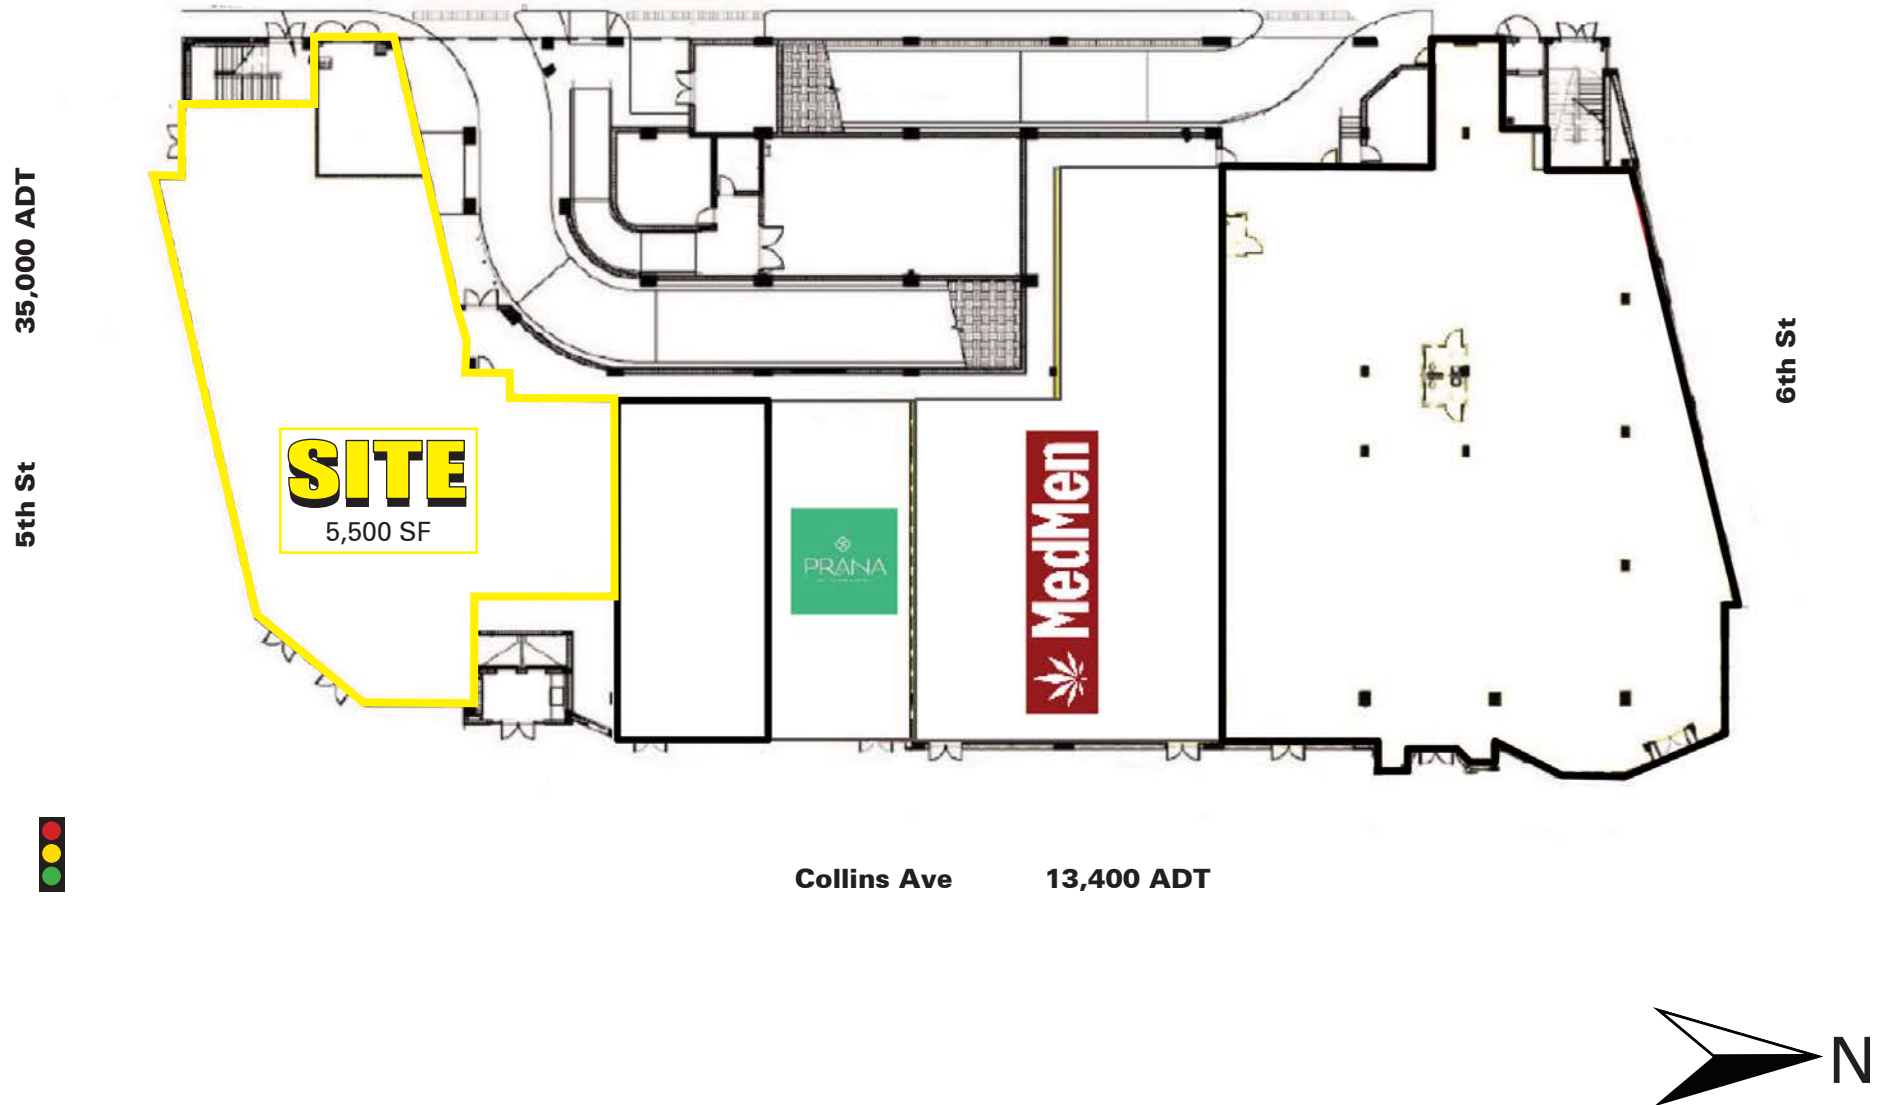 35,000 ADT
5th St
SITE
5,500 SF
PRANA
MedMen
6th St
Collins Ave 13,400 ADT
N